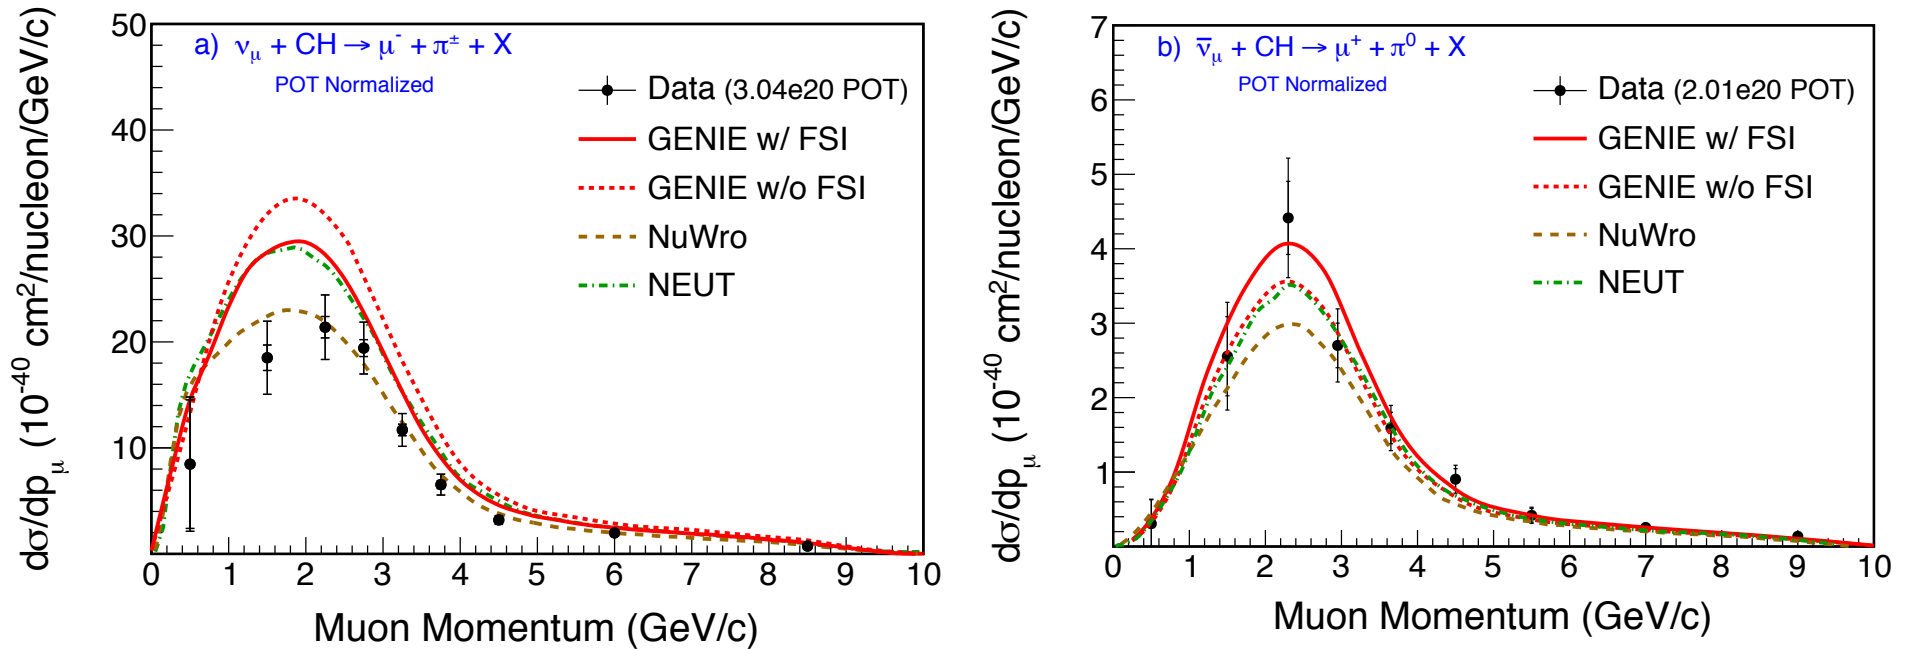 a) νμ + CH → μ⁻ + π± + X
POT Normalized
Data (3.04e20 POT)
GENIE w/ FSI
GENIE w/o FSI
NuWro
NEUT
50
40
30
20
10
dσ/dpμ (10⁻⁴⁰ cm²/nucleon/GeV/c)
0 1 2 3 4 5 6 7 8 9 10
Muon Momentum (GeV/c)
b) ν̅μ + CH → μ⁺ + π⁰ + X
POT Normalized
Data (2.01e20 POT)
GENIE w/ FSI
GENIE w/o FSI
NuWro
NEUT
7
6
5
4
3
2
1
dσ/dpμ (10⁻⁴⁰ cm²/nucleon/GeV/c)
0 1 2 3 4 5 6 7 8 9 10
Muon Momentum (GeV/c)